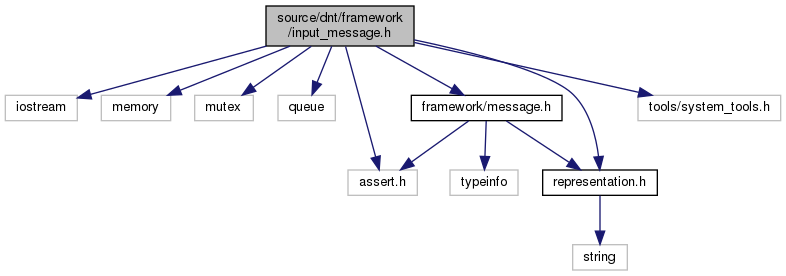 source/dnt/framework
/input_message.h
iostream
memory
mutex
queue
framework/message.h
tools/system_tools.h
assert.h
typeinfo
representation.h
string